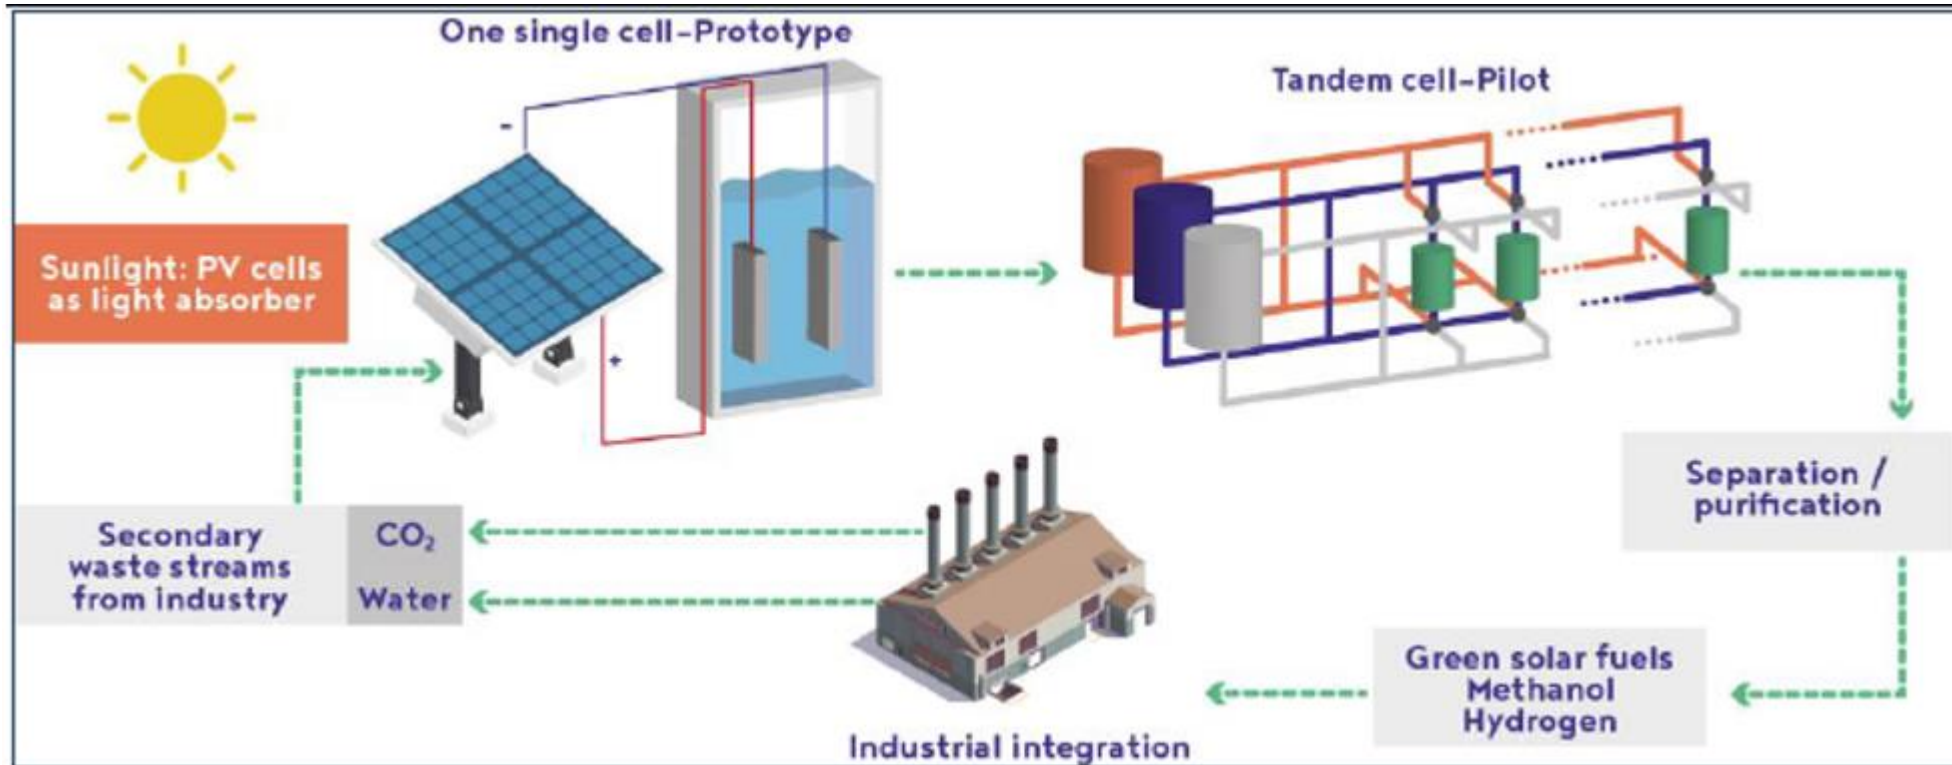 One single cell-Prototype
Tandem cell-Pilot
-
Sunlight: PV cells
as light absorber
+
Separation /
purification
Secondary
waste streams
from industry
CO₂
Water
Green solar fuels
Methanol
Hydrogen
Industrial integration